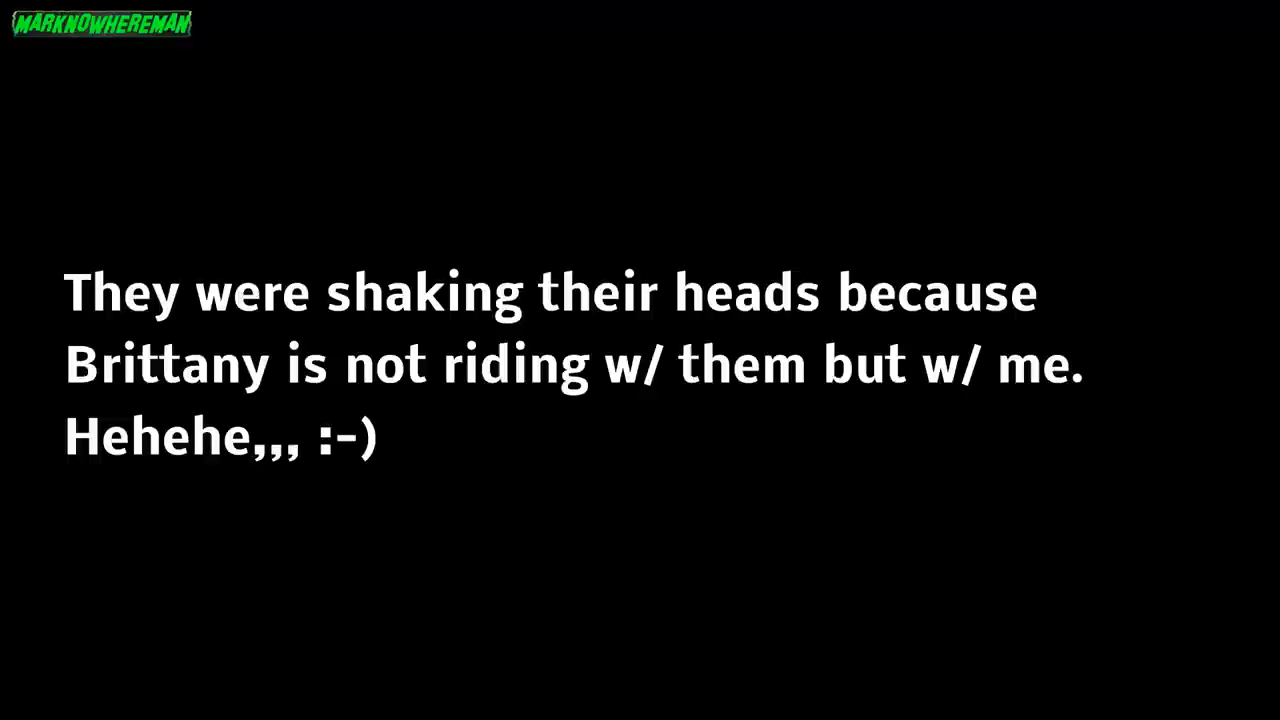 MARKNOWHEREMAN
They were shaking their heads because
Brittany is not riding w/ them but w/ me.
Hehehe,,, :-)